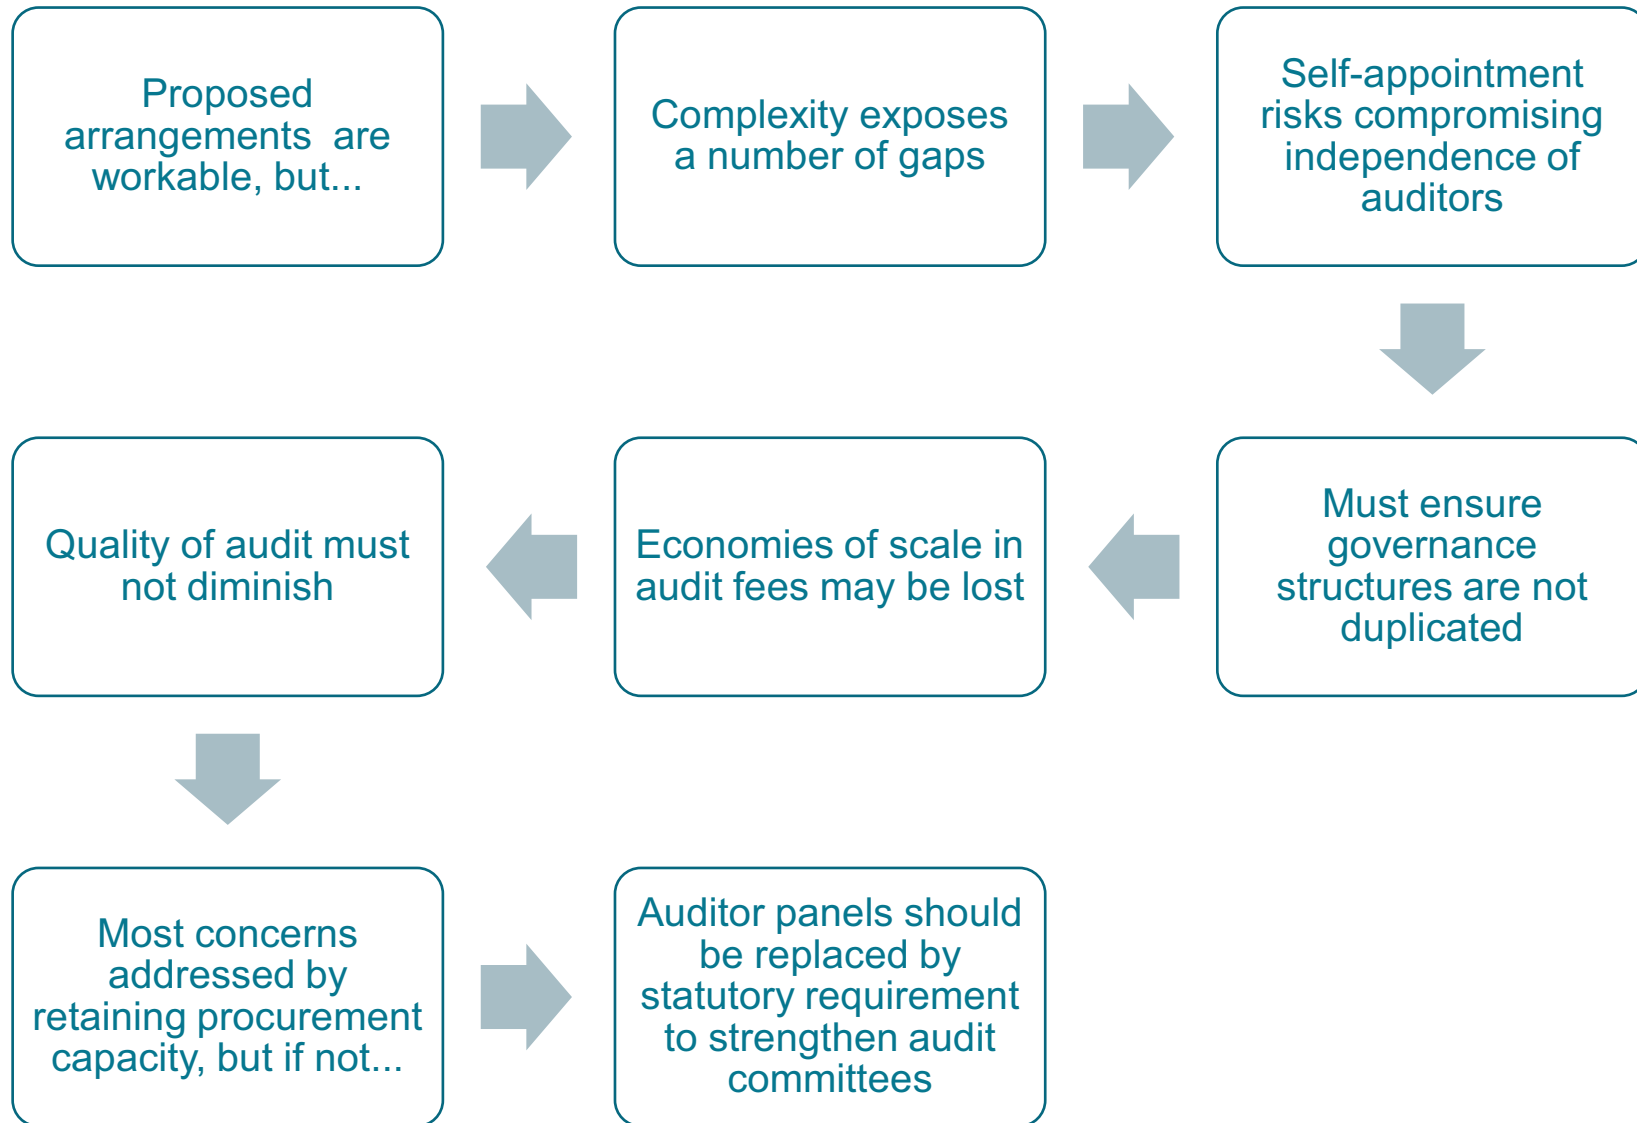 Proposed
arrangements  are
workable, but...
Complexity exposes
a number of gaps
Self-appointment
risks compromising
independence of
auditors
Must ensure
governance
structures are not
duplicated
Economies of scale in
audit fees may be lost
Quality of audit must
not diminish
Most concerns
addressed by
retaining procurement
capacity, but if not...
Auditor panels should
be replaced by
statutory requirement
to strengthen audit
committees